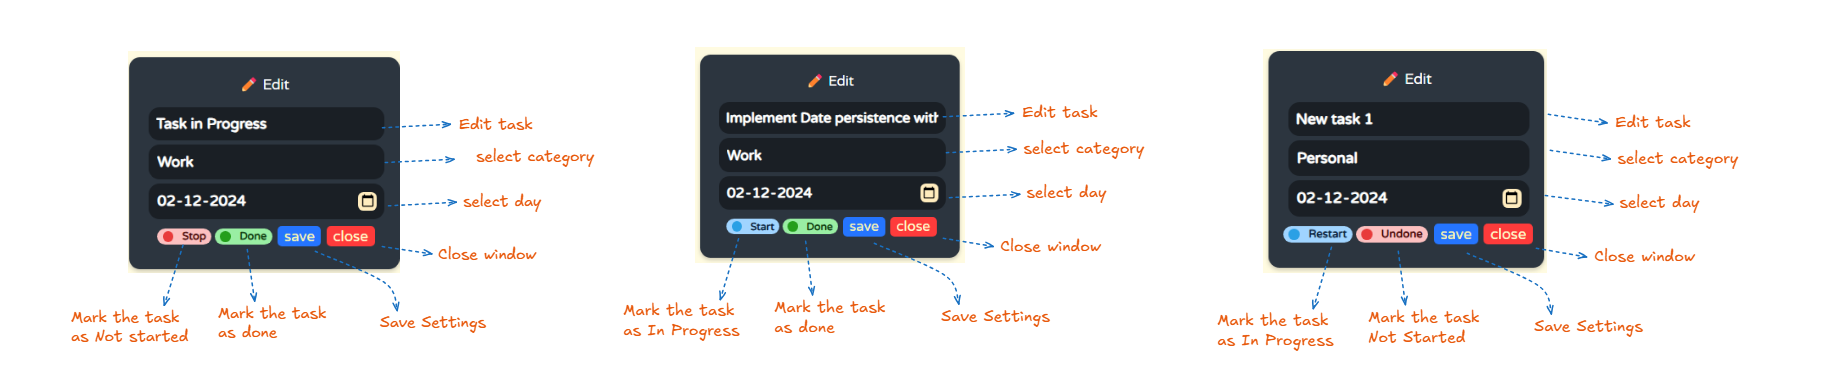 Edit
Task in Progress
Edit task
Work
select category
02-12-2024
select day
Stop
Done
save
close
Close window
Mark the task
as Not started
Mark the task
as done
Save Settings
Edit
Implement Date persistence with
Edit task
Work
select category
02-12-2024
select day
Start
Done
save
close
Close window
Mark the task
as In Progress
Mark the task
as done
Save Settings
Edit
New task 1
Edit task
Personal
select category
02-12-2024
select day
Restart
Undone
save
close
Close window
Mark the task
as In Progress
Mark the task
Not Started
Save Settings